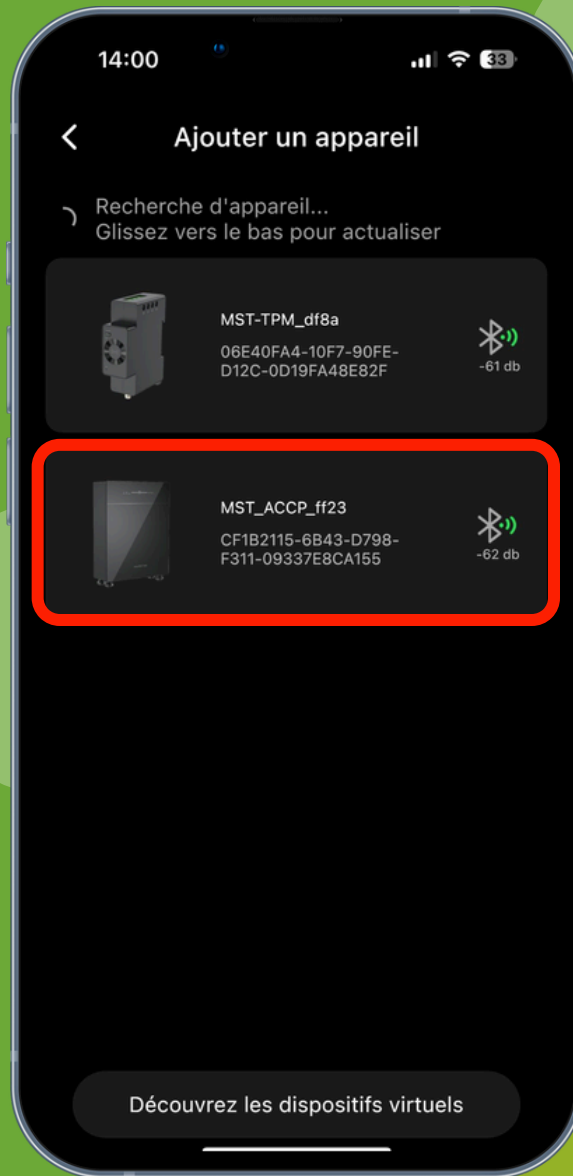 14:00
33
Ajouter un appareil
Recherche d'appareil...
Glissez vers le bas pour actualiser
MST-TPM_df8a
06E40FA4-10F7-90FE-
D12C-0D19FA48E82F
-61 db
MST_ACCP_ff23
CF1B2115-6B43-D798-
F311-09337E8CA155
-62 db
Découvrez les dispositifs virtuels